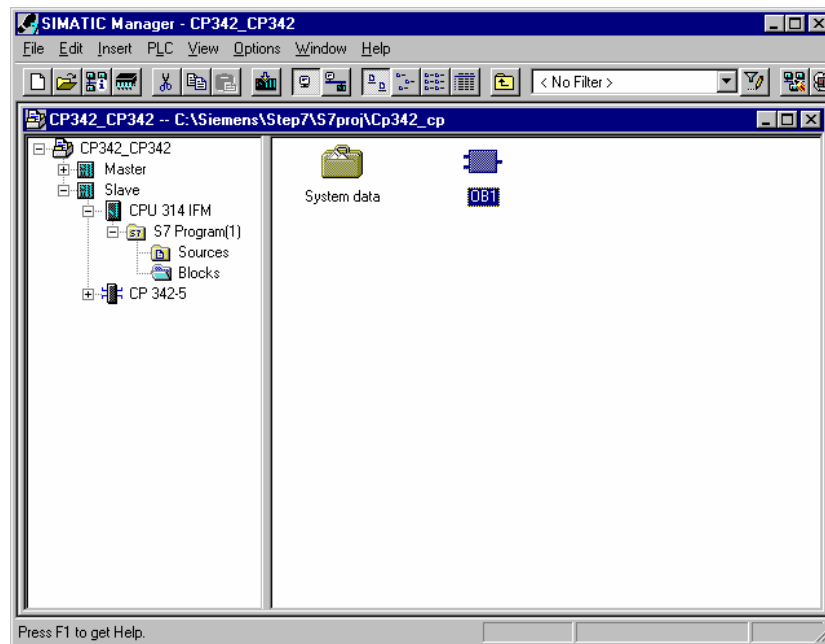 SIMATIC Manager - CP342_CP342
File Edit Insert PLC View Options Window Help
< No Filter >
CP342_CP342 -- C:\Siemens\Step7\S7proj\Cp342_cp
CP342_CP342
Master
Slave
CPU 314 IFM
S7 Program(1)
Sources
Blocks
CP 342-5
System data
OB1
Press F1 to get Help.